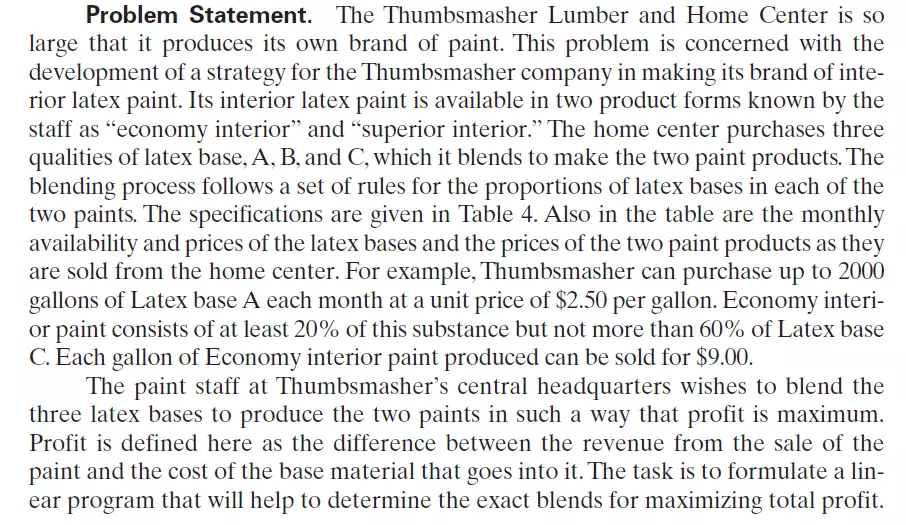 Problem Statement. The Thumbsmasher Lumber and Home Center is so
large that it produces its own brand of paint. This problem is concerned with the
development of a strategy for the Thumbsmasher company in making its brand of inte-
rior latex paint. Its interior latex paint is available in two product forms known by the
staff as “economy interior” and “superior interior.” The home center purchases three
qualities of latex base, A, B, and C, which it blends to make the two paint products. The
blending process follows a set of rules for the proportions of latex bases in each of the
two paints. The specifications are given in Table 4. Also in the table are the monthly
availability and prices of the latex bases and the prices of the two paint products as they
are sold from the home center. For example, Thumbsmasher can purchase up to 2000
gallons of Latex base A each month at a unit price of $2.50 per gallon. Economy interi-
or paint consists of at least 20% of this substance but not more than 60% of Latex base
C. Each gallon of Economy interior paint produced can be sold for $9.00.
The paint staff at Thumbsmasher’s central headquarters wishes to blend the
three latex bases to produce the two paints in such a way that profit is maximum.
Profit is defined here as the difference between the revenue from the sale of the
paint and the cost of the base material that goes into it. The task is to formulate a lin-
ear program that will help to determine the exact blends for maximizing total profit.